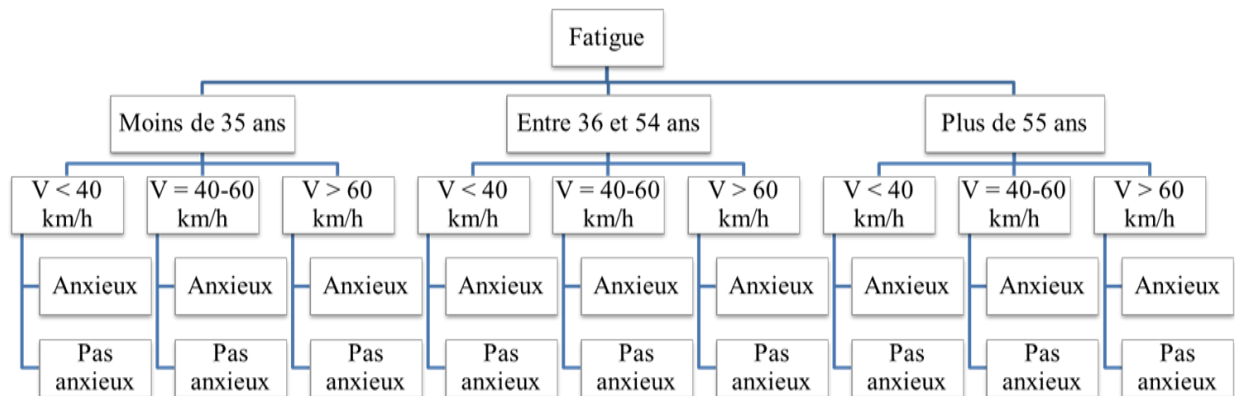 Fatigue
Moins de 35 ans
Entre 36 et 54 ans
Plus de 55 ans
V < 40
km/h
V = 40-60
km/h
V > 60
km/h
V < 40
km/h
V = 40-60
km/h
V > 60
km/h
V < 40
km/h
V = 40-60
km/h
V > 60
km/h
Anxieux
Anxieux
Anxieux
Anxieux
Anxieux
Anxieux
Anxieux
Anxieux
Anxieux
Pas
anxieux
Pas
anxieux
Pas
anxieux
Pas
anxieux
Pas
anxieux
Pas
anxieux
Pas
anxieux
Pas
anxieux
Pas
anxieux